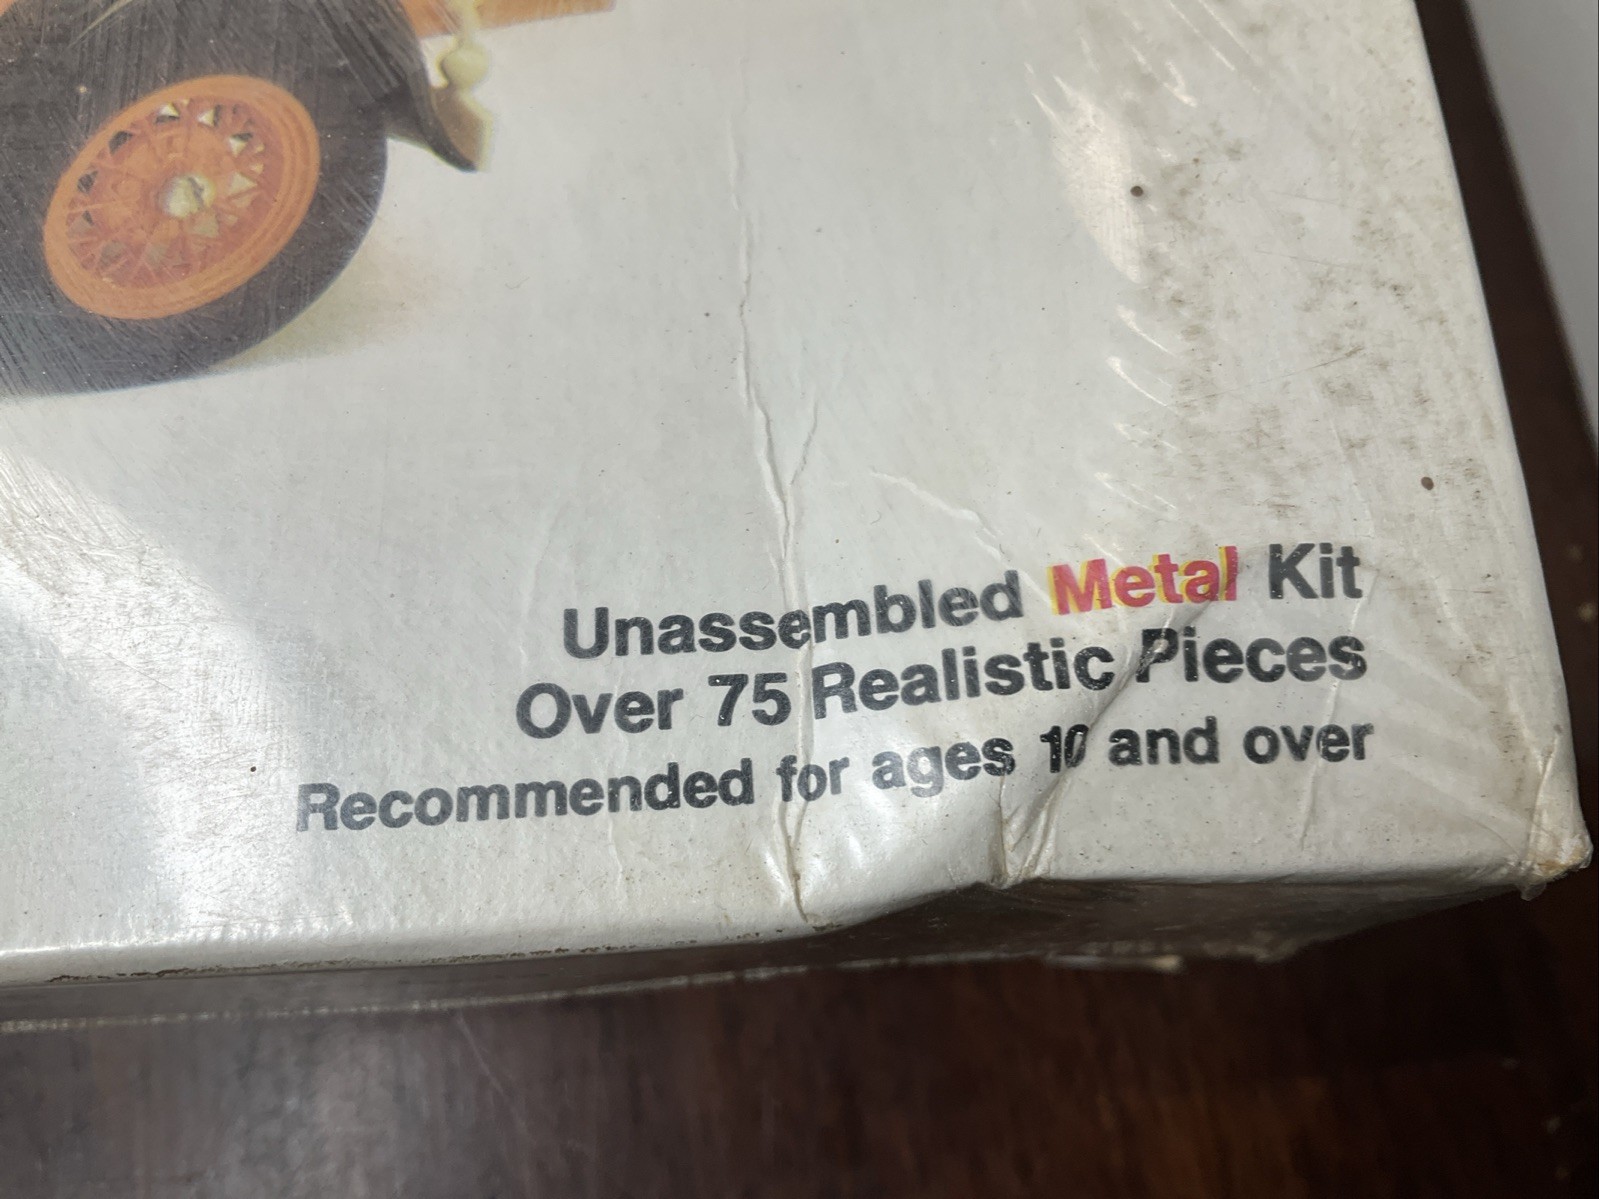 Unassembled Metal Kit
Over 75 Realistic Pieces
Recommended for ages 10 and over